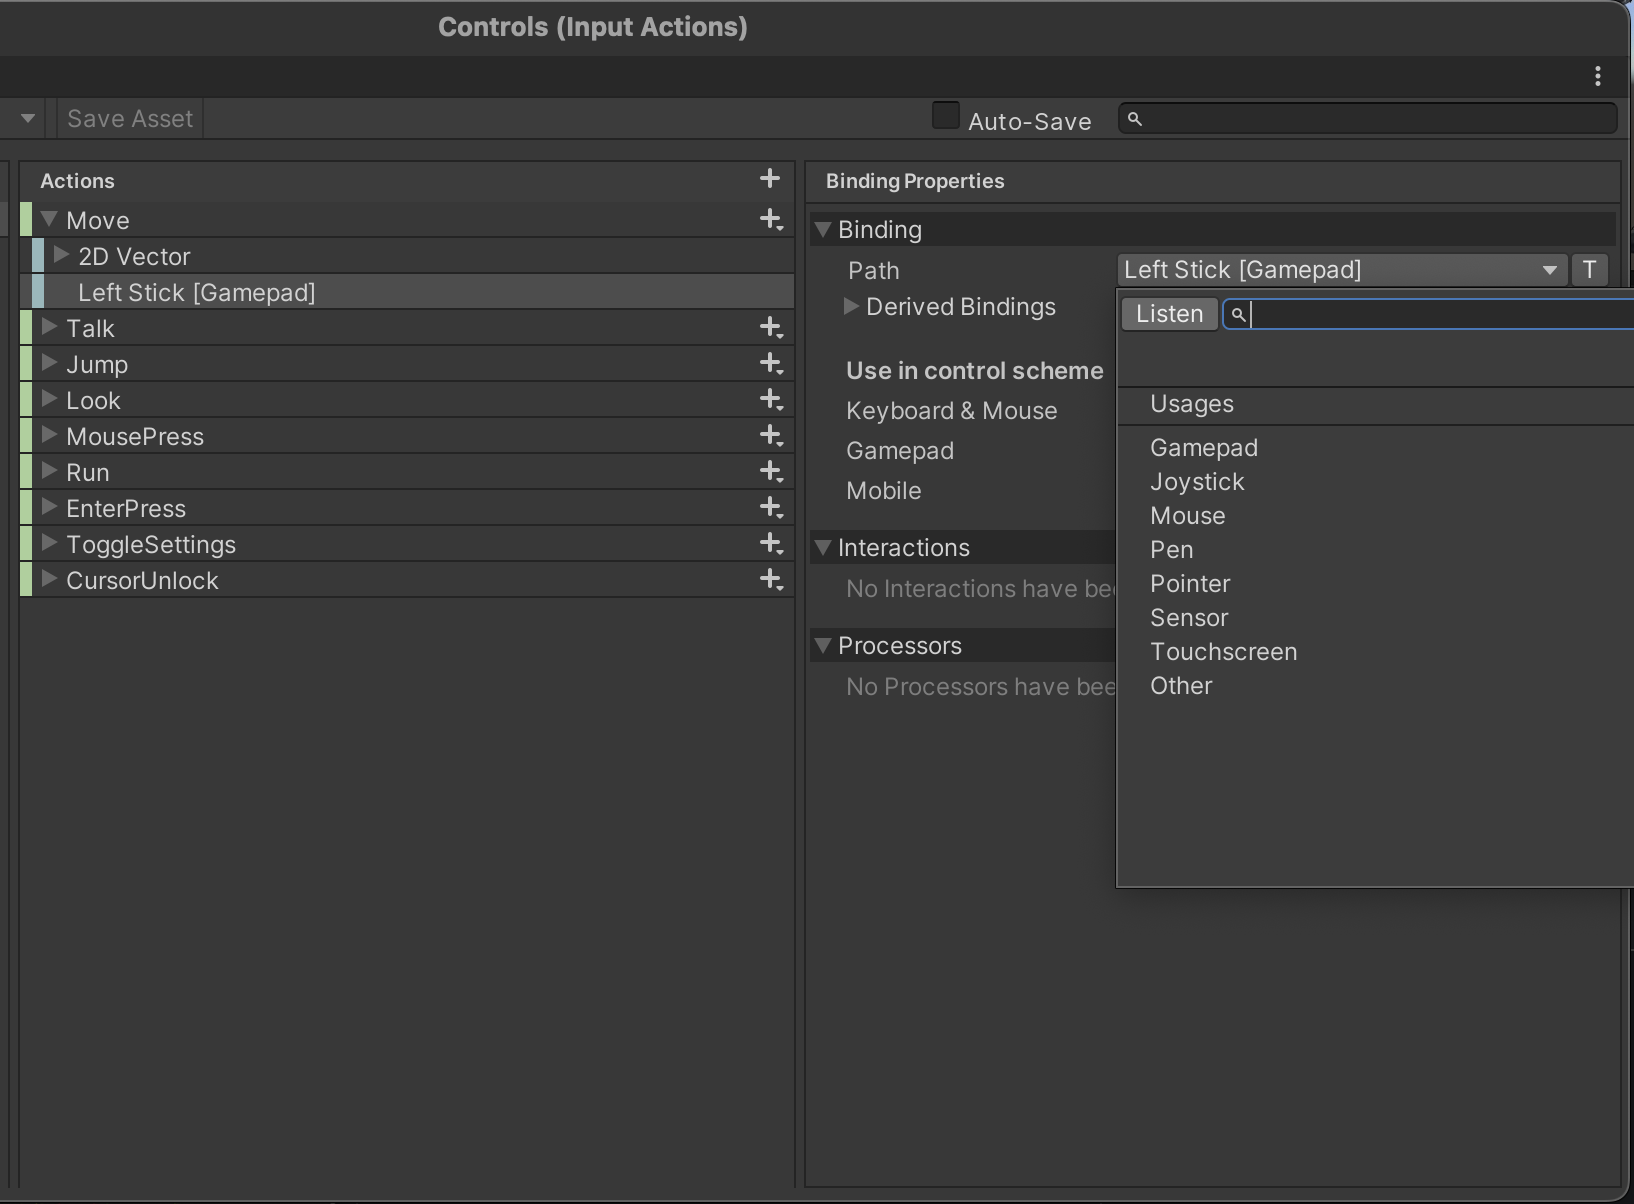 Controls (Input Actions)
Save Asset
Auto-Save
Actions
Move
2D Vector
Left Stick [Gamepad]
Talk
Jump
Look
MousePress
Run
EnterPress
ToggleSettings
CursorUnlock
Binding Properties
Binding
Path
Left Stick [Gamepad]
T
Derived Bindings
Use in control scheme
Keyboard & Mouse
Gamepad
Mobile
Interactions
No Interactions have bee
Processors
No Processors have bee
Listen
Usages
Gamepad
Joystick
Mouse
Pen
Pointer
Sensor
Touchscreen
Other